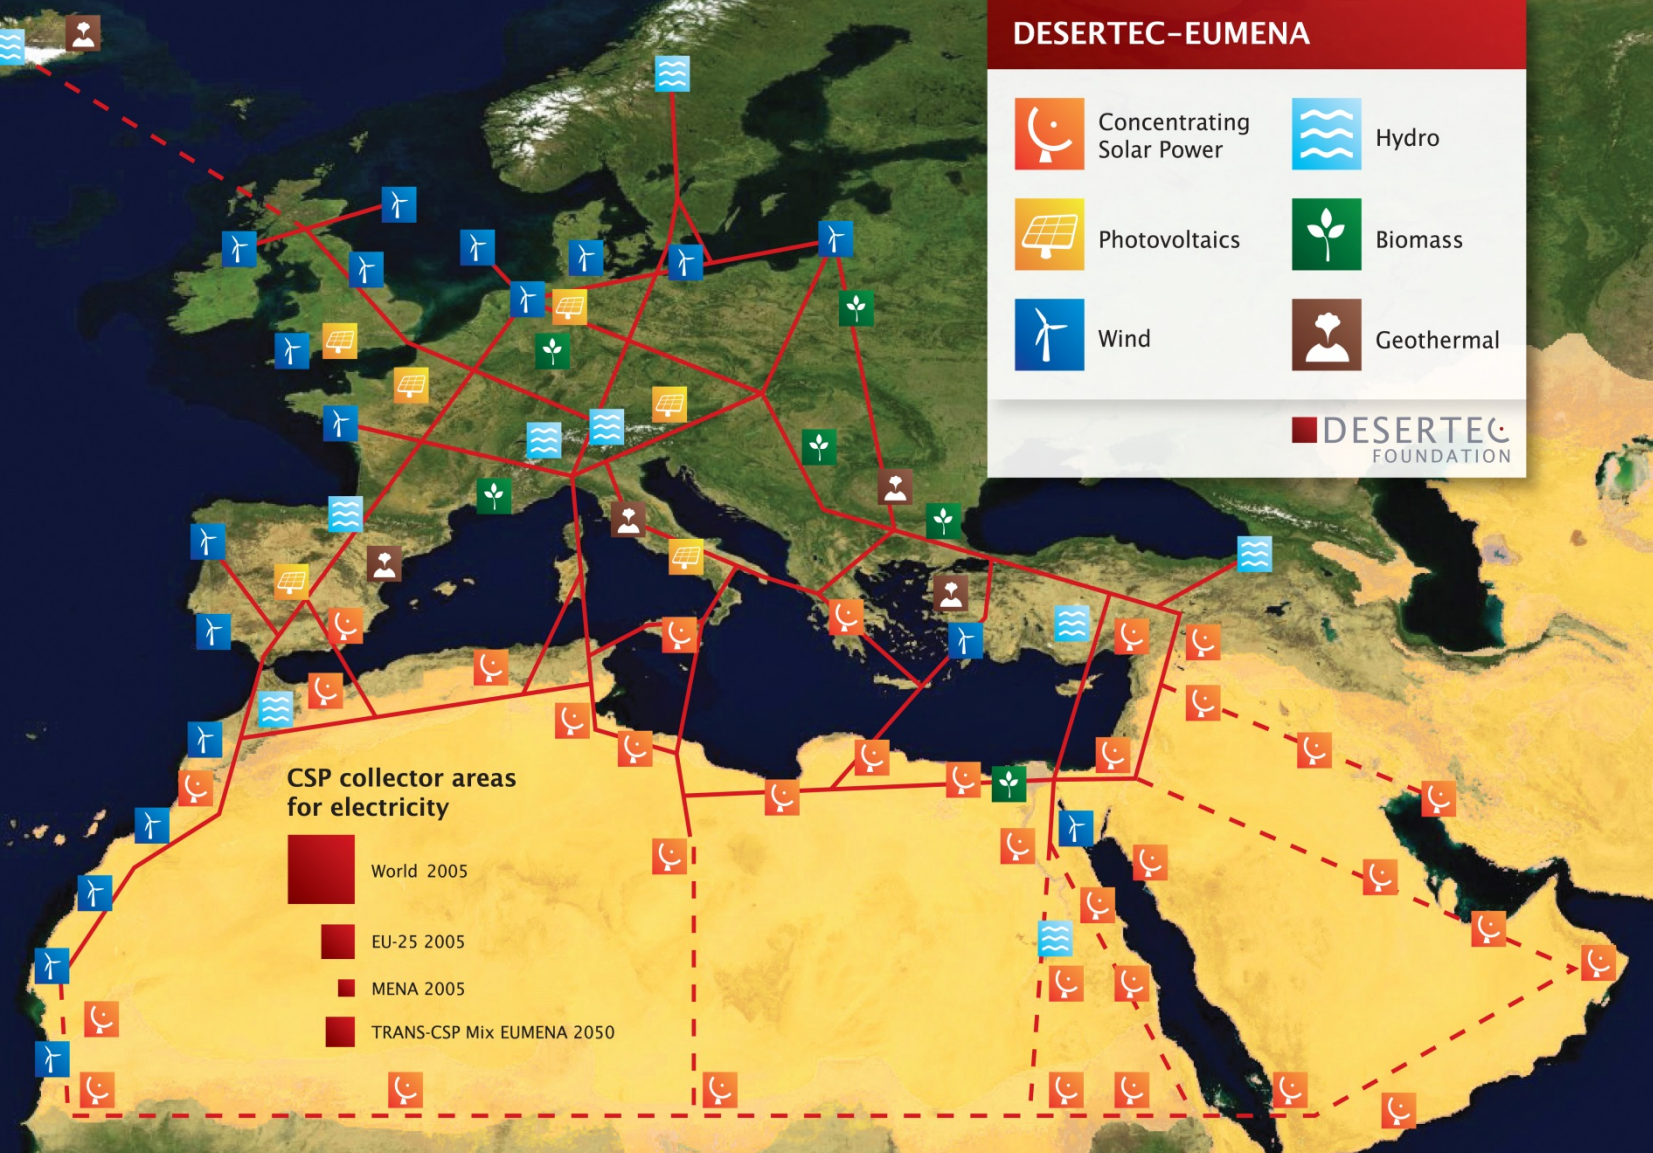 DESERTEC–EUMENA
Concentrating
Solar Power
Hydro
Photovoltaics
Biomass
Wind
Geothermal
DESERTEC
FOUNDATION
CSP collector areas
for electricity
World 2005
EU-25 2005
MENA 2005
TRANS-CSP Mix EUMENA 2050